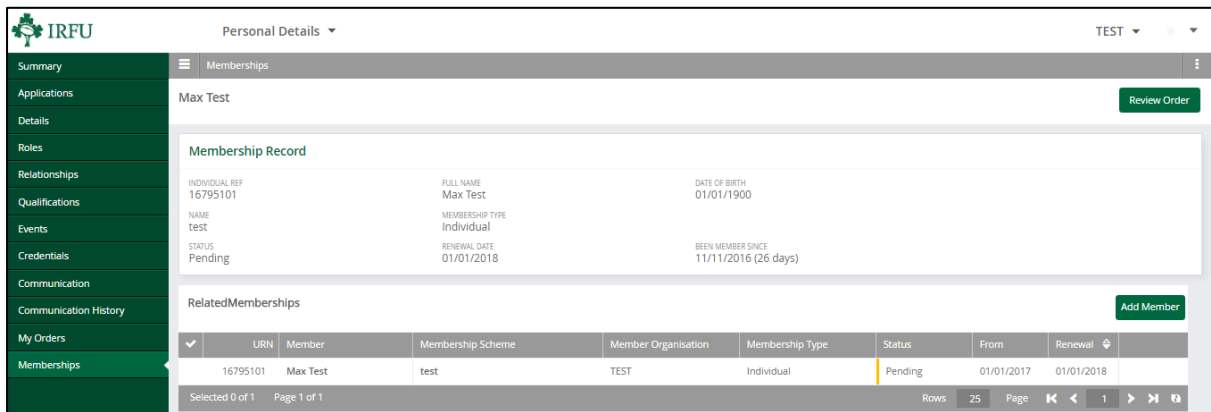 IRFU
Personal Details
TEST
Summary
Applications
Details
Roles
Relationships
Qualifications
Events
Credentials
Communication
Communication History
My Orders
Memberships
Memberships
Max Test
Review Order
Membership Record
INDIVIDUAL REF FULL NAME DATE OF BIRTH
16795101 Max Test 01/01/1900
NAME MEMBERSHIP TYPE
test Individual
STATUS RENEWAL DATE BEEN MEMBER SINCE
Pending 01/01/2018 11/11/2016 (26 days)
RelatedMemberships
Add Member
URN Member Membership Scheme Member Organisation Membership Type Status From Renewal
16795101 Max Test test TEST Individual Pending 01/01/2017 01/01/2018
Selected 0 of 1 Page 1 of 1 Rows 25 Page 1